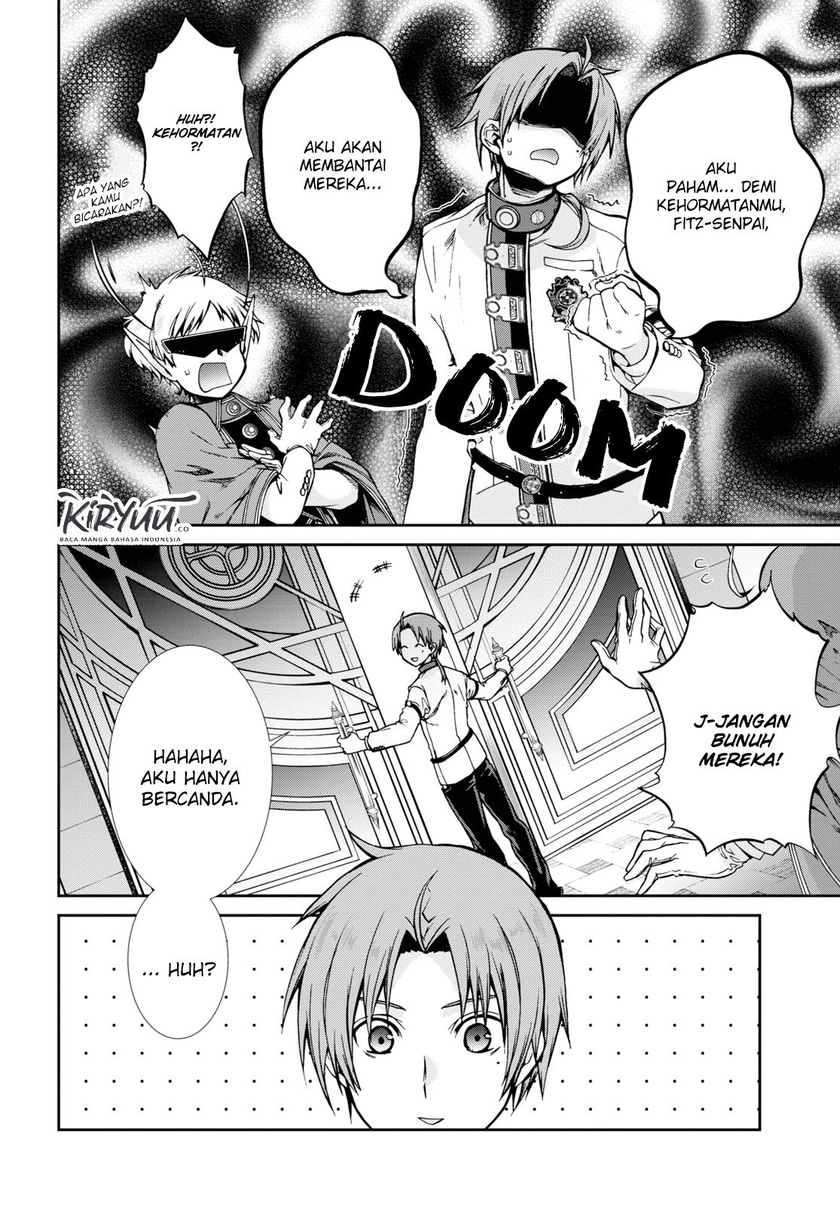 AKU
PAHAM... DEMI
KEHORMATANMU,
FITZ-SENPAI,
AKU AKAN
MEMBANTAI
MEREKA...
HUH?!
KEHORMATAN
?!
APA YANG
KAMU
BICARAKAN?!
DOOM
KIRYUU.CO
BACA MANGA BAHASA INDONESIA
J-JANGAN
BUNUH
MEREKA!
HAHAHA,
AKU HANYA
BERCANDA.
... HUH?